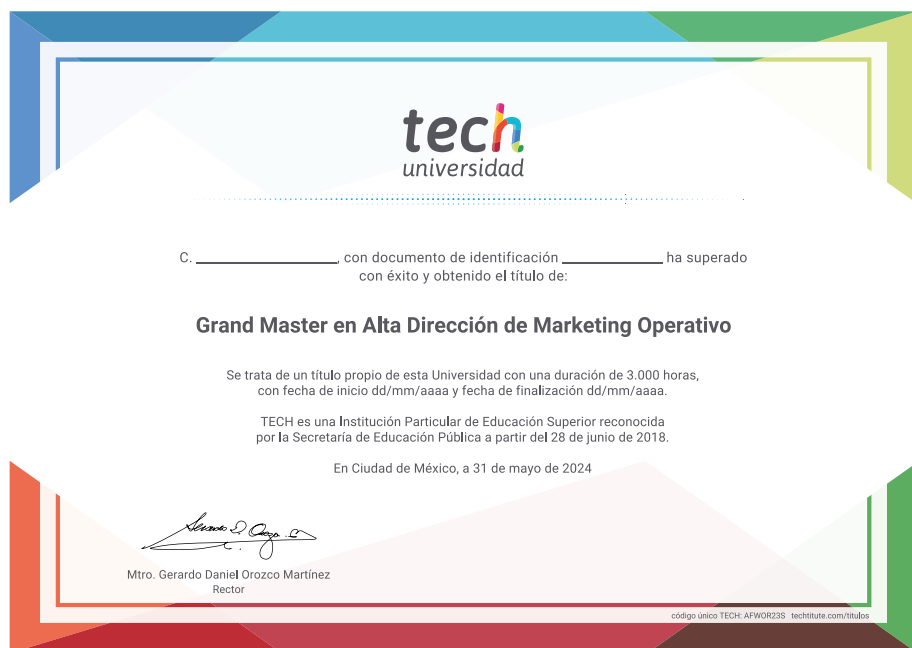 tech
universidad
C. __________________, con documento de identificación _____________ ha superado
con éxito y obtenido el título de:
Grand Master en Alta Dirección de Marketing Operativo
Se trata de un título propio de esta Universidad con una duración de 3.000 horas,
con fecha de inicio dd/mm/aaaa y fecha de finalización dd/mm/aaaa.
TECH es una Institución Particular de Educación Superior reconocida
por la Secretaría de Educación Pública a partir del 28 de junio de 2018.
En Ciudad de México, a 31 de mayo de 2024
Mtro. Gerardo Daniel Orozco Martínez
Rector
código único TECH: AFWOR23S techtitute.com/titulos